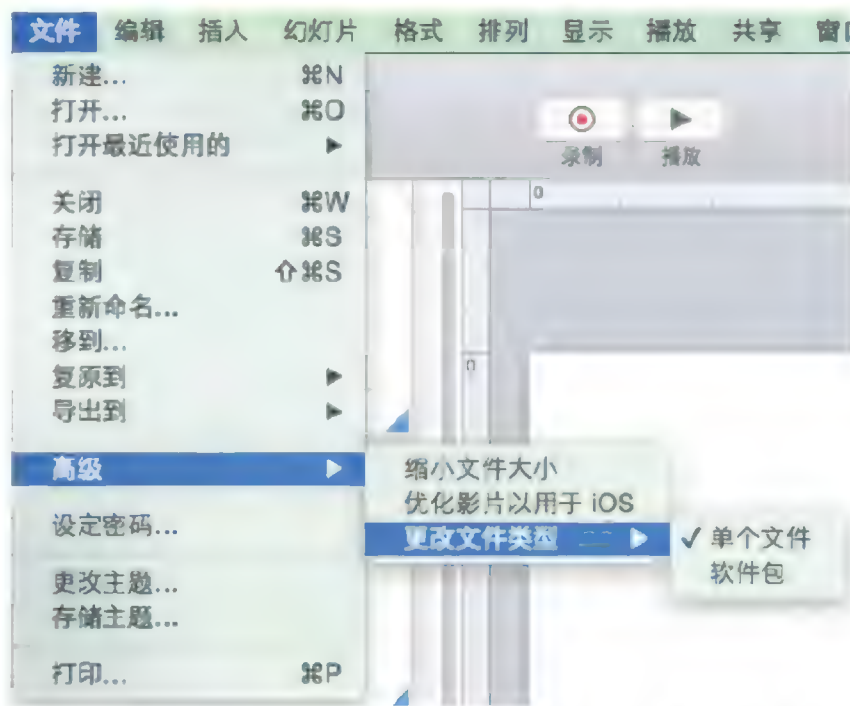 文件 编辑 插入 幻灯片 格式 排列 显示 播放 共享 窗口
新建... ⌘N
打开... ⌘O
打开最近使用的 ▶
录制 播放
关闭 ⌘W
存储 ⌘S
复制 ⇧⌘S
重新命名...
移到...
复原到 ▶
导出到 ▶
0
0
高级 ▶
缩小文件大小
优化影片以用于 iOS
更改文件类型 ▶
✓ 单个文件
软件包
设定密码...
更改主题...
存储主题...
打印... ⌘P